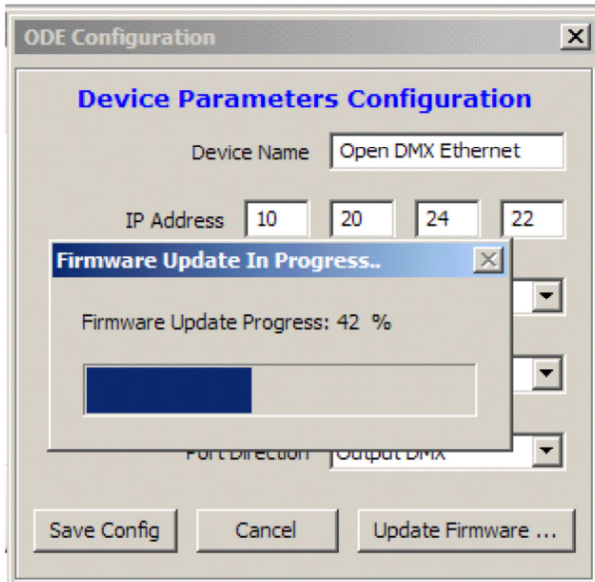 ODE Configuration
Device Parameters Configuration
Device Name Open DMX Ethernet
IP Address 10 20 24 22
Firmware Update In Progress..
Firmware Update Progress: 42 %
Port Direction Output DMX
Save Config Cancel Update Firmware ...